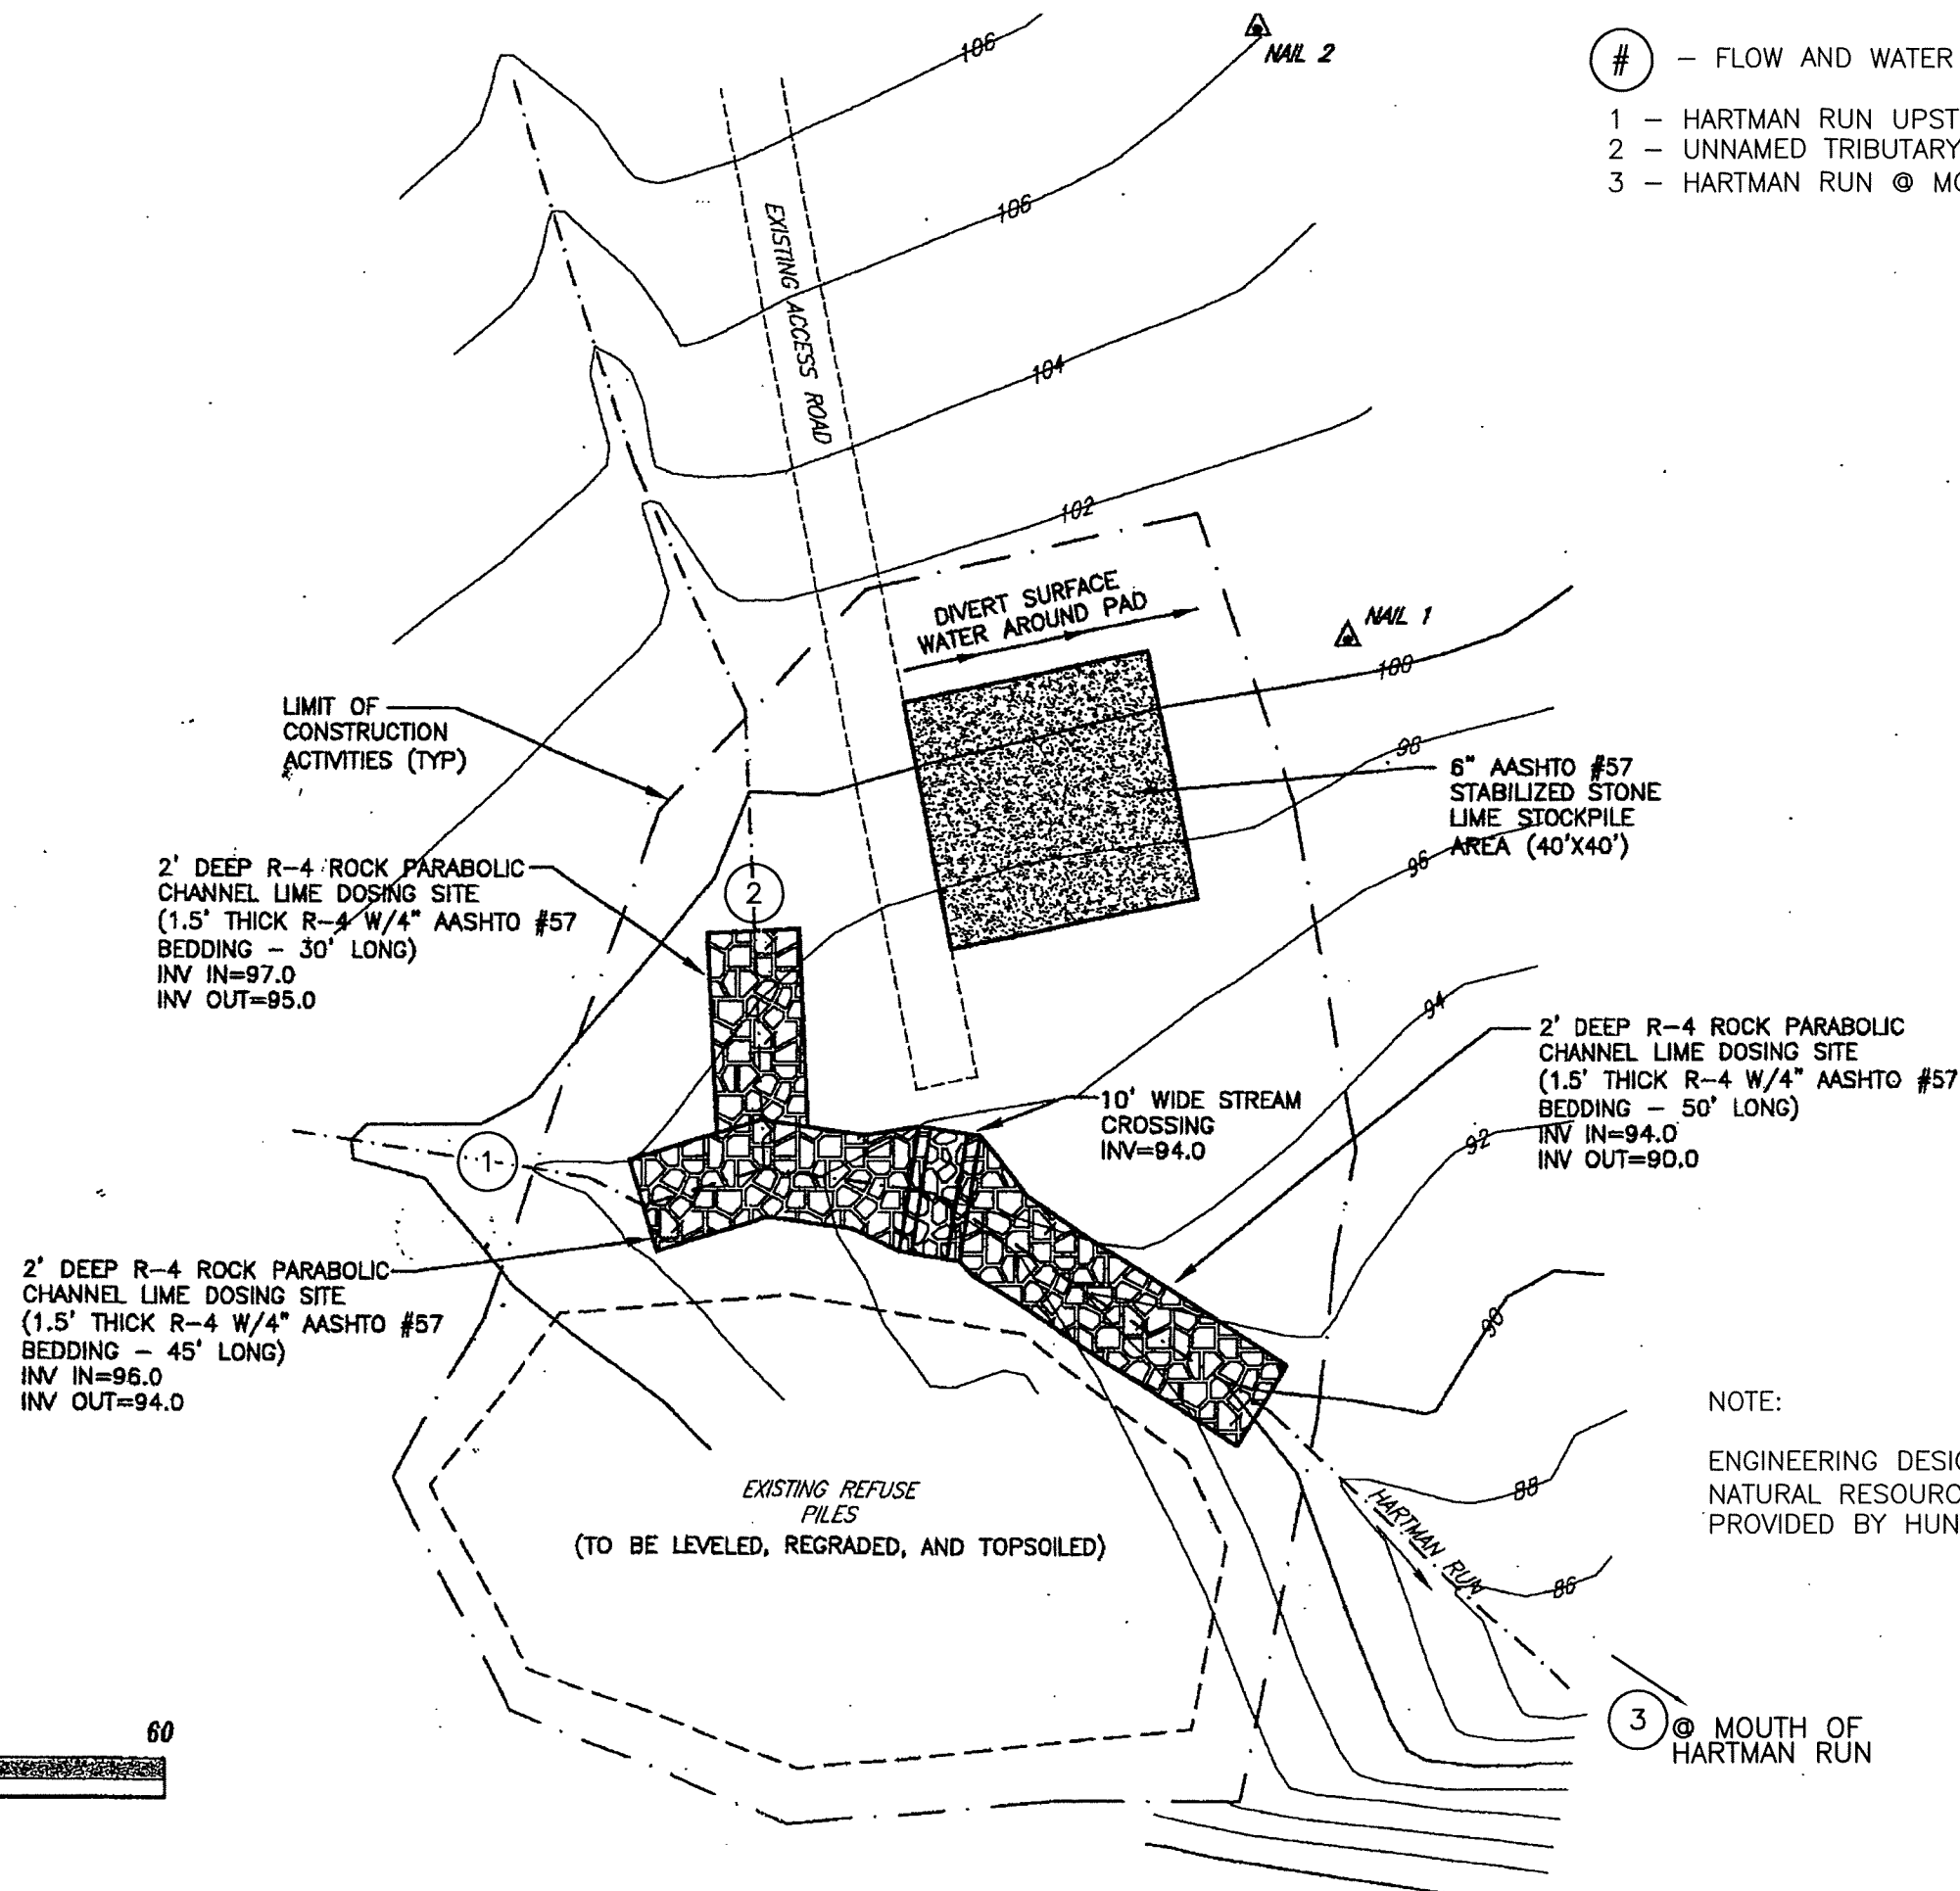 # – FLOW AND WATER
1 – HARTMAN RUN UPST
2 – UNNAMED TRIBUTARY
3 – HARTMAN RUN @ MO
NAIL 2
106
106
104
102
EXISTING ACCESS ROAD
DIVERT SURFACE
WATER AROUND PAD
NAIL 1
100
98
96
94
92
90
88
86
LIMIT OF
CONSTRUCTION
ACTIVITIES (TYP)
6" AASHTO #57
STABILIZED STONE
LIME STOCKPILE
AREA (40'X40')
2' DEEP R-4 ROCK PARABOLIC
CHANNEL LIME DOSING SITE
(1.5' THICK R-4 W/4" AASHTO #57
BEDDING – 30' LONG)
INV IN=97.0
INV OUT=95.0
2
2' DEEP R-4 ROCK PARABOLIC
CHANNEL LIME DOSING SITE
(1.5' THICK R-4 W/4" AASHTO #57
BEDDING – 50' LONG)
INV IN=94.0
INV OUT=90.0
10' WIDE STREAM
CROSSING
INV=94.0
1
2' DEEP R-4 ROCK PARABOLIC
CHANNEL LIME DOSING SITE
(1.5' THICK R-4 W/4" AASHTO #57
BEDDING – 45' LONG)
INV IN=96.0
INV OUT=94.0
NOTE:
ENGINEERING DESIG
NATURAL RESOURC
PROVIDED BY HUN
EXISTING REFUSE
PILES
(TO BE LEVELED, REGRADED, AND TOPSOILED)
HARTMAN RUN
3 @ MOUTH OF
HARTMAN RUN
60